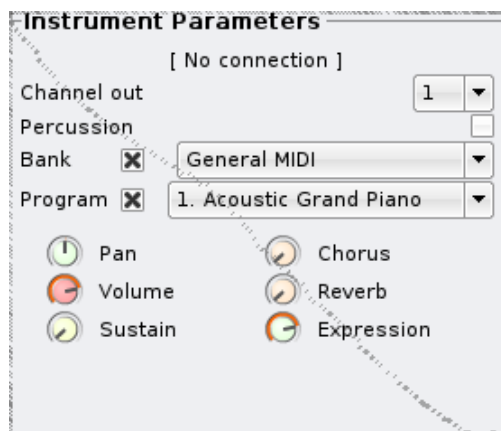 Instrument Parameters
[ No connection ]
Channel out 1
Percussion
Bank General MIDI
Program 1. Acoustic Grand Piano
Pan Chorus
Volume Reverb
Sustain Expression